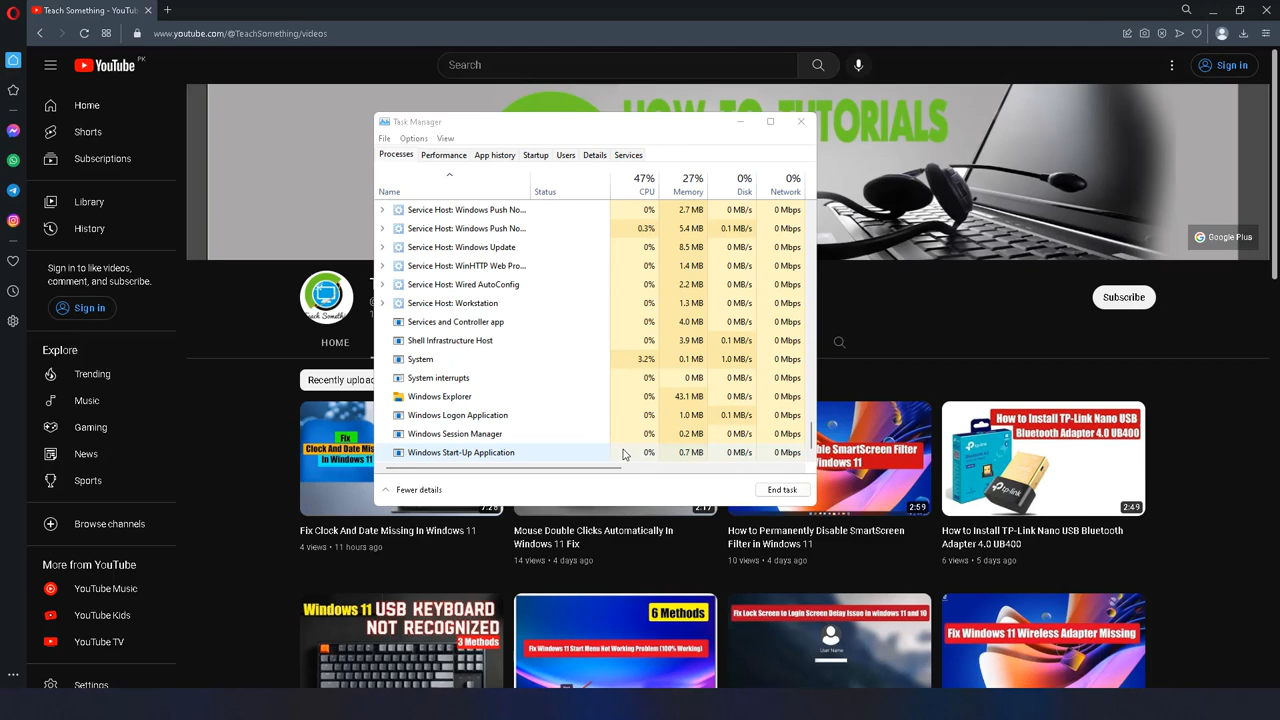 Teach Something - YouTub
www.youtube.com/@TeachSomething/videos
YouTube PK
Search
Sign in
Home
Shorts
Subscriptions
Library
History
Sign in to like videos,
comment, and subscribe.
Sign in
Explore
Trending
Music
Gaming
News
Sports
Browse channels
More from YouTube
YouTube Music
YouTube Kids
YouTube TV
Settings
HOW TO TUTORIALS
Google Plus
Teach Something
Subscribe
HOME
Recently uploa
Task Manager
File Options View
Processes Performance App history Startup Users Details Services
47% 27% 0% 0%
Name Status CPU Memory Disk Network
Service Host: Windows Push No... 0% 2.7 MB 0 MB/s 0 Mbps
Service Host: Windows Push No... 0.3% 5.4 MB 0.1 MB/s 0 Mbps
Service Host: Windows Update 0% 8.5 MB 0 MB/s 0 Mbps
Service Host: WinHTTP Web Pro... 0% 1.4 MB 0 MB/s 0 Mbps
Service Host: Wired AutoConfig 0% 2.2 MB 0 MB/s 0 Mbps
Service Host: Workstation 0% 1.3 MB 0 MB/s 0 Mbps
Services and Controller app 0% 4.0 MB 0 MB/s 0 Mbps
Shell Infrastructure Host 0% 3.9 MB 0.1 MB/s 0 Mbps
System 3.2% 0.1 MB 1.0 MB/s 0 Mbps
System interrupts 0% 0 MB 0 MB/s 0 Mbps
Windows Explorer 0% 43.1 MB 0 MB/s 0 Mbps
Windows Logon Application 0% 1.0 MB 0.1 MB/s 0 Mbps
Windows Session Manager 0% 0.2 MB 0 MB/s 0 Mbps
Windows Start-Up Application 0% 0.7 MB 0 MB/s 0 Mbps
Fewer details
End task
Fix
Clock And Date Missing
In Windows 1
7:28
Fix Clock And Date Missing In Windows 11
4 views • 11 hours ago
2:17
Mouse Double Clicks Automatically In
Windows 11 Fix
14 views • 4 days ago
ble SmartScreen Filter
indows 11
2:59
How to Permanently Disable SmartScreen
Filter in Windows 11
10 views • 4 days ago
How to Install TP-Link Nano USB
Bluetooth Adapter 4.0 UB400
tp-link
tp-link
2:49
How to Install TP-Link Nano USB Bluetooth
Adapter 4.0 UB400
6 views • 5 days ago
Windows 11 USB KEYBOARD
NOT RECOGNIZED
3 Methods
6 Methods
Fix Windows 11 Start Menu Not Working Problem (100% Working)
Fix Lock Screen to Login Screen Delay Issue in windows 11 and 10
User Name
Fix Windows 11 Wireless Adapter Missing